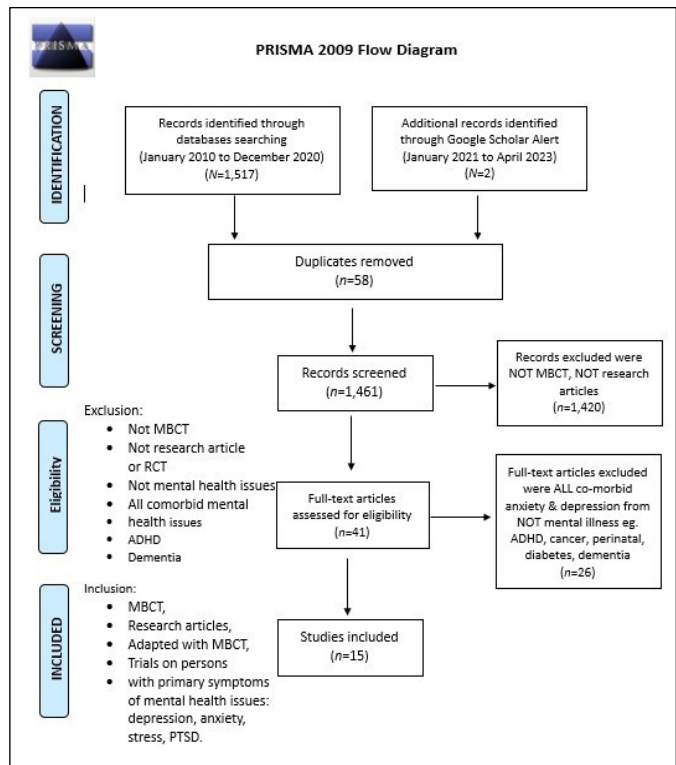 PRISMA
PRISMA 2009 Flow Diagram
IDENTIFICATION
Records identified through
databases searching
(January 2010 to December 2020)
(N=1,517)
Additional records identified
through Google Scholar Alert
(January 2021 to April 2023)
(N=2)
Duplicates removed
(n=58)
SCREENING
Records screened
(n=1,461)
Records excluded were
NOT MBCT, NOT research
articles
(n=1,420)
Eligibility
Exclusion:
• Not MBCT
• Not research article
or RCT
• Not mental health issues
• All comorbid mental
• health issues
• ADHD
• Dementia
Full-text articles
assessed for eligibility
(n=41)
Full-text articles excluded
were ALL co-morbid
anxiety & depression from
NOT mental illness eg.
ADHD, cancer, perinatal,
diabetes, dementia
(n=26)
INCLUDED
Inclusion:
• MBCT,
• Research articles,
• Adapted with MBCT,
• Trials on persons
• with primary symptoms
of mental health issues:
depression, anxiety,
stress, PTSD.
Studies included
(n=15)